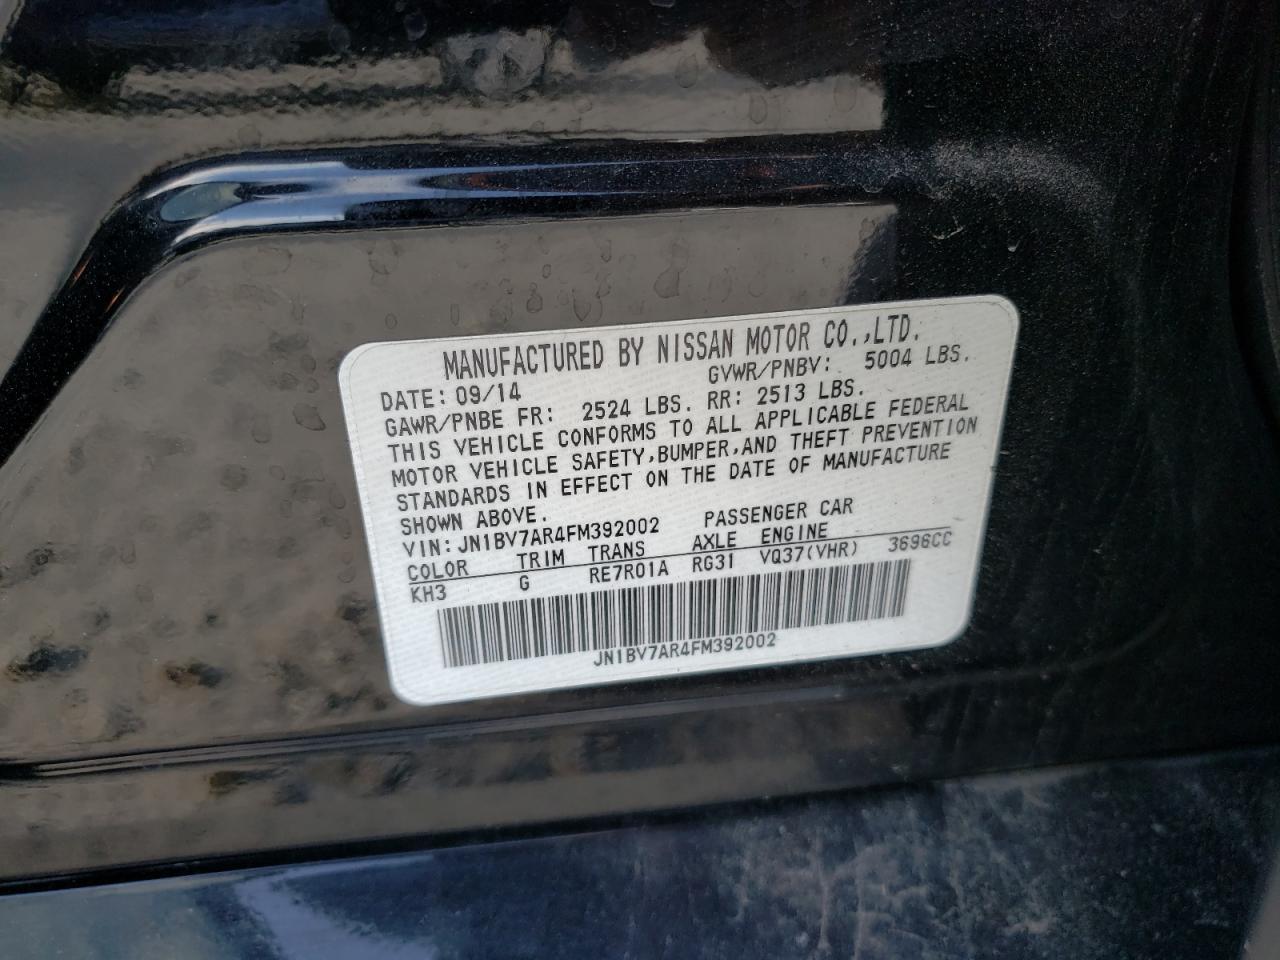 MANUFACTURED BY NISSAN MOTOR CO.,LTD.
DATE: 09/14 GVWR/PNBV: 5004 LBS.
GAWR/PNBE FR: 2524 LBS. RR: 2513 LBS.
THIS VEHICLE CONFORMS TO ALL APPLICABLE FEDERAL
MOTOR VEHICLE SAFETY,BUMPER,AND THEFT PREVENTION
STANDARDS IN EFFECT ON THE DATE OF MANUFACTURE
SHOWN ABOVE.
VIN: JN1BV7AR4FM392002 PASSENGER CAR
COLOR TRIM TRANS AXLE ENGINE
KH3 G RE7R01A RG31 VQ37(VHR) 3696CC
JN1BV7AR4FM392002